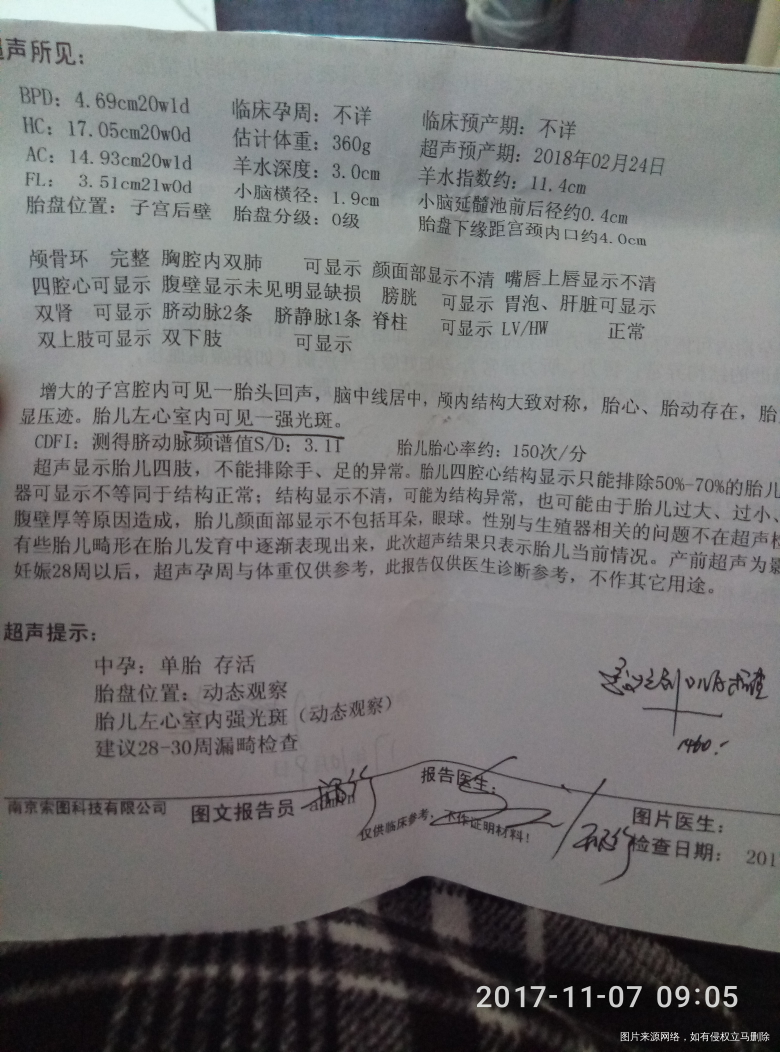 超声所见：
BPD: 4.69cm20w1d 临床孕周：不详 临床预产期：不详
HC: 17.05cm20w0d 估计体重：360g 超声预产期：2018年02月24日
AC: 14.93cm20w1d 羊水深度：3.0cm 羊水指数约：11.4cm
FL: 3.51cm21w0d 小脑横径：1.9cm 小脑延髓池前后径约0.4cm
胎盘位置：子宫后壁 胎盘分级：0级 胎盘下缘距宫颈内口约4.0cm
颅骨环 完整 胸腔内双肺 可显示 颜面部显示不清 嘴唇上唇显示不清
四腔心可显示 腹壁显示未见明显缺损 膀胱 可显示 胃泡、肝脏可显示
双肾 可显示 脐动脉2条 脐静脉1条 脊柱 可显示 LV/HW 正常
双上肢可显示 双下肢 可显示
增大的子宫腔内可见一胎头回声，脑中线居中，颅内结构大致对称，胎心、胎动存在，胎
显压迹。胎儿左心室内可见一强光斑。
CDFI：测得脐动脉频谱值S/D：3.11 胎儿胎心率约：150次/分
超声显示胎儿四肢，不能排除手、足的异常。胎儿四腔心结构显示只能排除50%-70%的胎儿
器可显示不等同于结构正常；结构显示不清，可能为结构异常，也可能由于胎儿过大、过小、
腹壁厚等原因造成，胎儿颜面部显示不包括耳朵，眼球。性别与生殖器相关的问题不在超声检
有些胎儿畸形在胎儿发育中逐渐表现出来，此次超声结果只表示胎儿当前情况。产前超声为影
妊娠28周以后，超声孕周与体重仅供参考，此报告仅供医生诊断参考，不作其它用途。
超声提示：
中孕：单胎 存活
胎盘位置：动态观察
胎儿左心室内强光斑（动态观察）
建议28-30周漏畸检查
1460.
南京索图科技有限公司 图文报告员 admin 报告医生： 图片医生：
仅供临床参考，不作证明材料！ 检查日期： 201
2017-11-07 09:05
图片来源网络，如有侵权立马删除